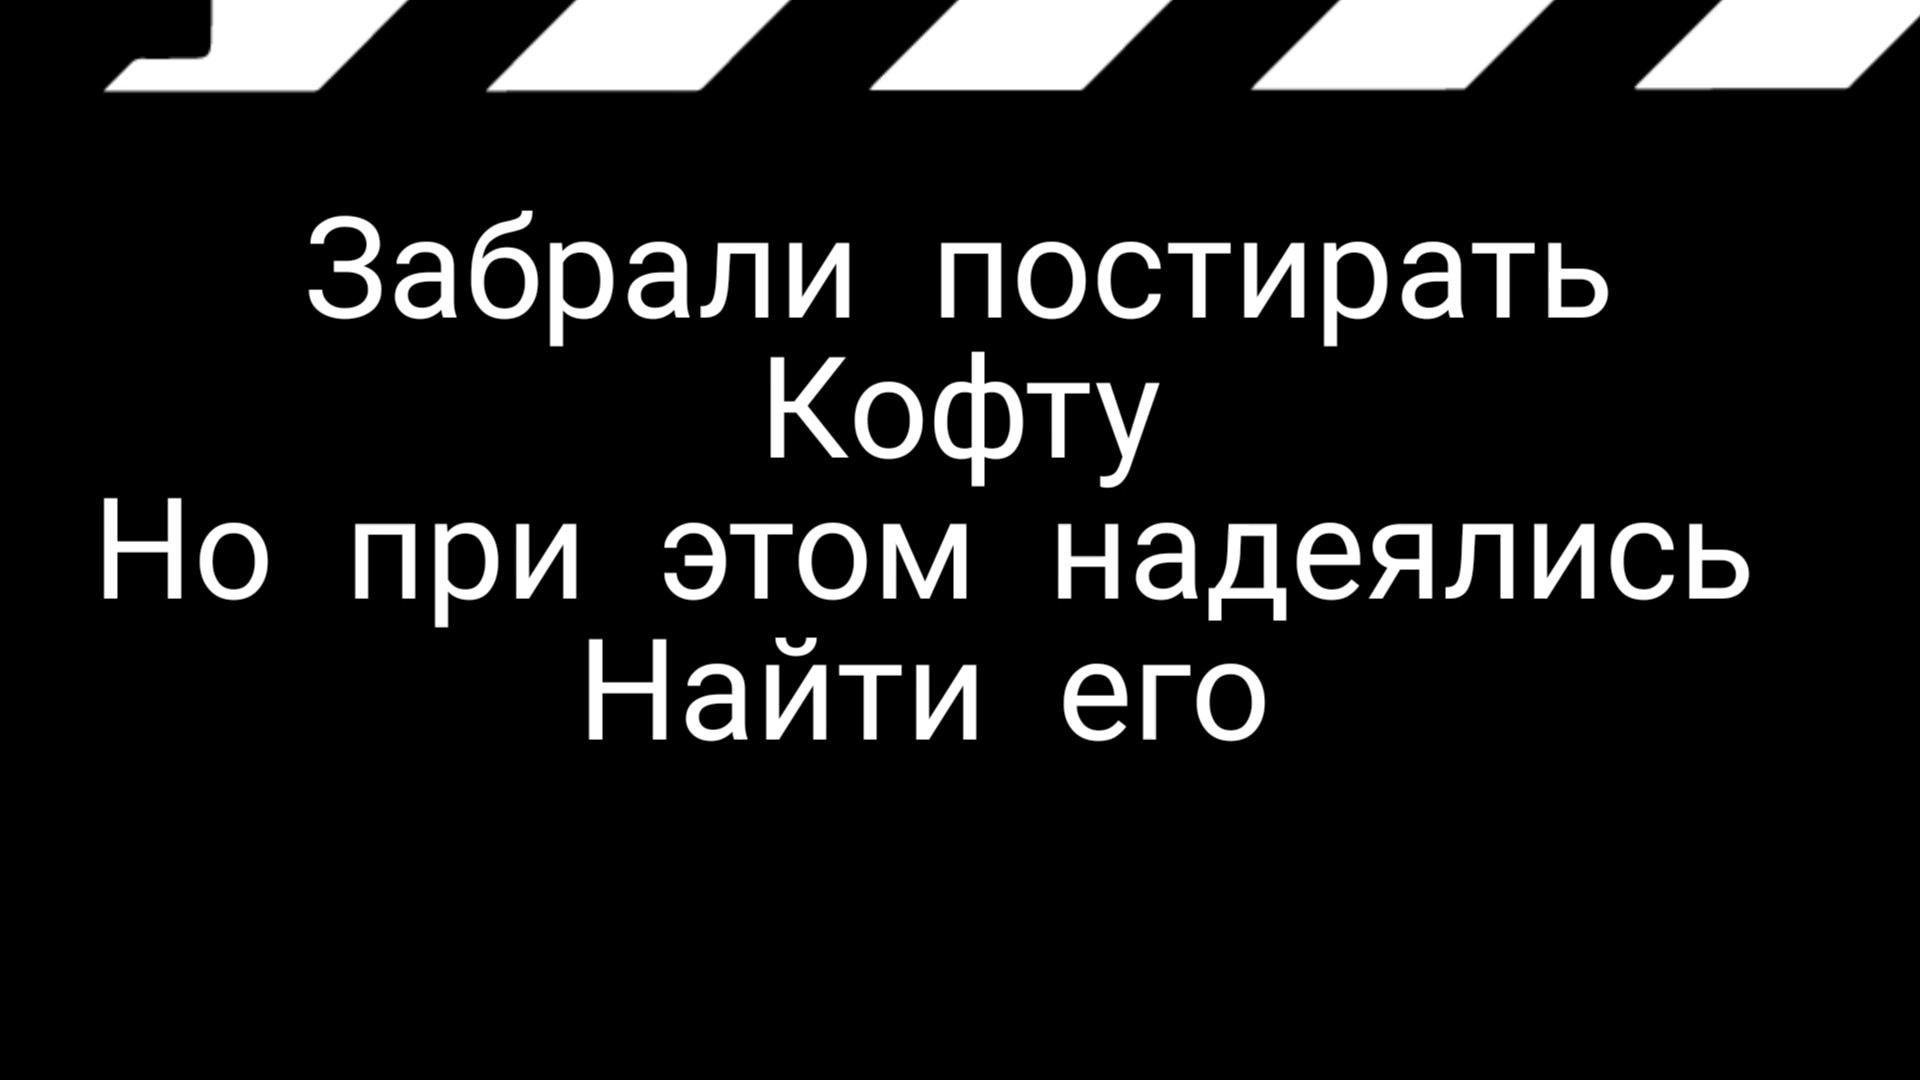 Забрали постирать
Кофту
Но при этом надеялись
Найти его